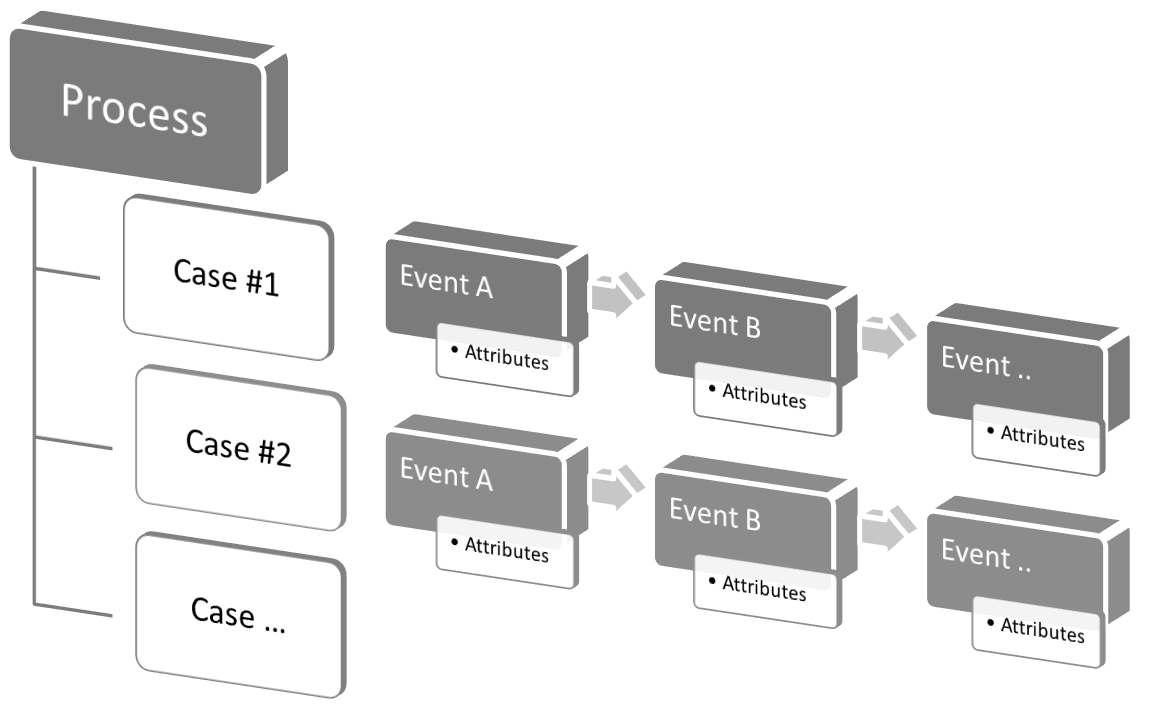 Process
Case #1
Event A
• Attributes
Event B
• Attributes
Event ..
• Attributes
Case #2
Event A
• Attributes
Event B
• Attributes
Event ..
• Attributes
Case ...